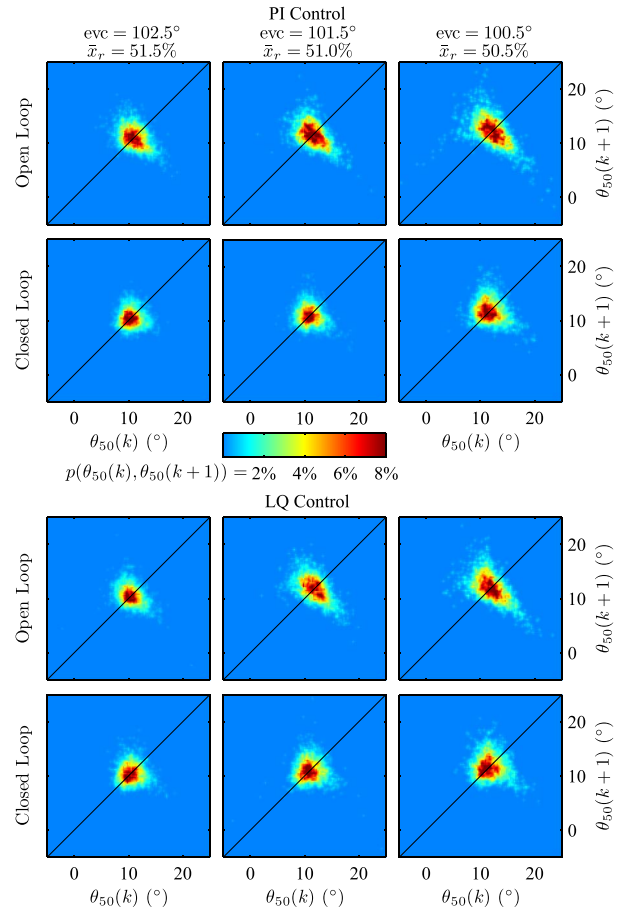 PI Control
evc = 102.5° evc = 101.5° evc = 100.5°
x̄ᵣ = 51.5% x̄ᵣ = 51.0% x̄ᵣ = 50.5%
Open Loop
20
10
0
θ₅₀(k+1) (°)
Closed Loop
20
10
0
θ₅₀(k+1) (°)
0 10 20 0 10 20 0 10 20
θ₅₀(k) (°) θ₅₀(k) (°) θ₅₀(k) (°)
p(θ₅₀(k), θ₅₀(k+1)) = 2% 4% 6% 8%
LQ Control
Open Loop
20
10
0
θ₅₀(k+1) (°)
Closed Loop
20
10
0
θ₅₀(k+1) (°)
0 10 20 0 10 20 0 10 20
θ₅₀(k) (°) θ₅₀(k) (°) θ₅₀(k) (°)